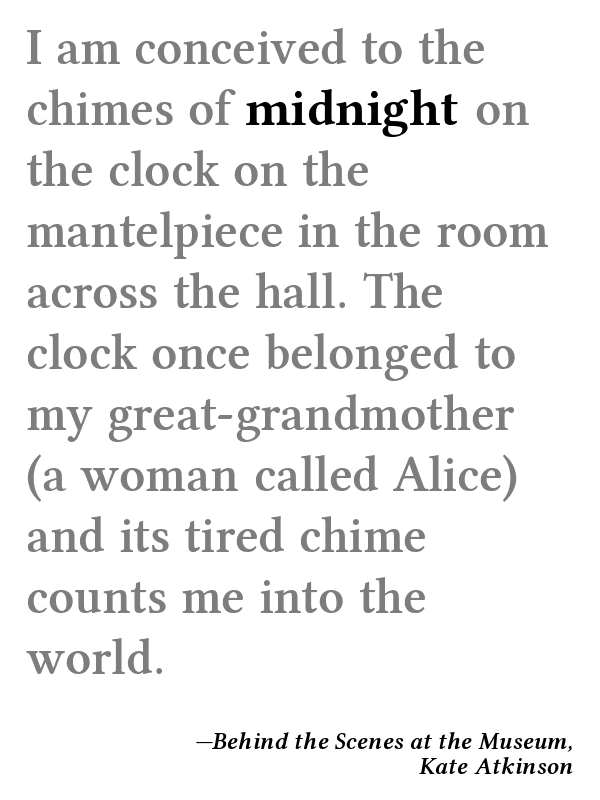 I am conceived to the
chimes of midnight on
the clock on the
mantelpiece in the room
across the hall. The
clock once belonged to
my great-grandmother
(a woman called Alice)
and its tired chime
counts me into the
world.
—Behind the Scenes at the Museum,
Kate Atkinson